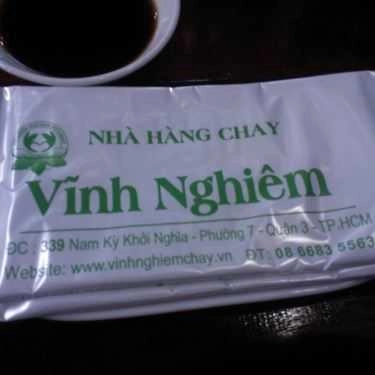 NHÀ HÀNG CHAY
Vĩnh Nghiêm
ĐC : 339 Nam Kỳ Khởi Nghĩa - Phường 7 - Quận 3 - TP.HCM
Website: www.vinhnghiemchay.vn ĐT: 08 6683 5563